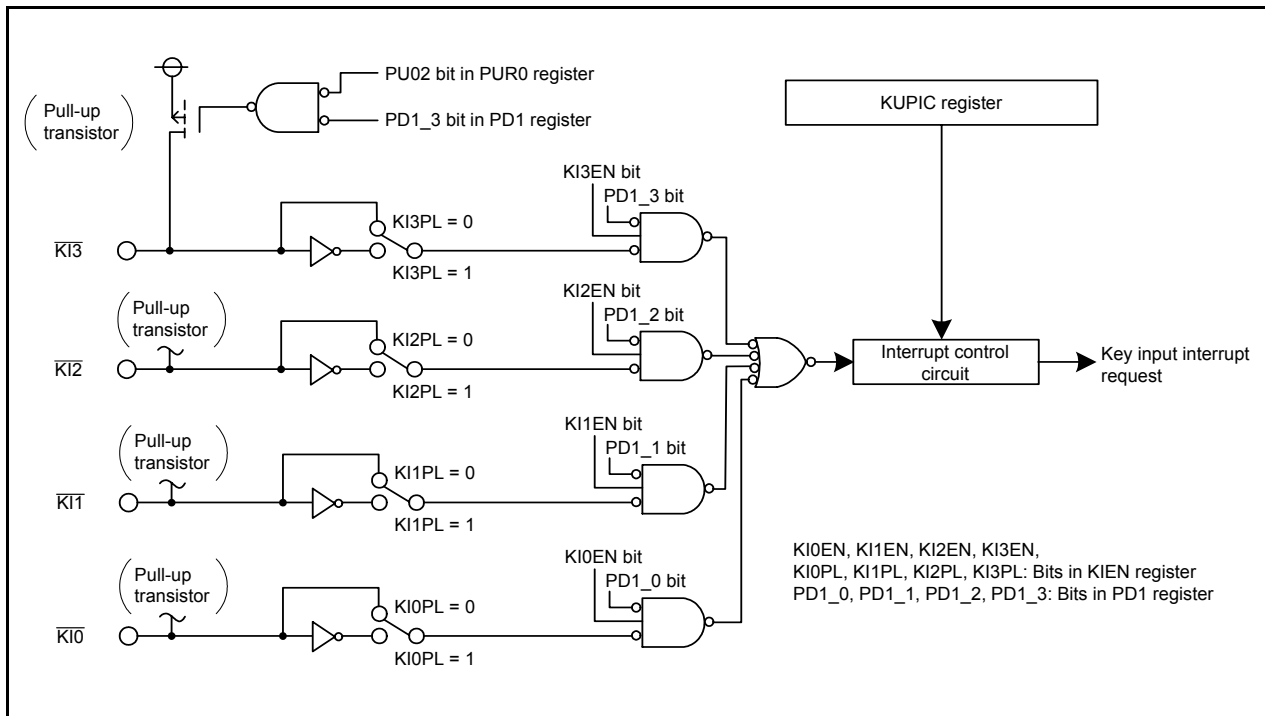 PU02 bit in PUR0 register
Pull-up
transistor
PD1_3 bit in PD1 register
KUPIC register
KI3EN bit
PD1_3 bit
KI3PL = 0
KI3
KI3PL = 1
KI2EN bit
Pull-up
transistor
PD1_2 bit
KI2PL = 0
KI2
KI2PL = 1
Interrupt control
circuit
Key input interrupt
request
KI1EN bit
Pull-up
transistor
PD1_1 bit
KI1PL = 0
KI1
KI1PL = 1
KI0EN bit
Pull-up
transistor
PD1_0 bit
KI0PL = 0
KI0
KI0PL = 1
KI0EN, KI1EN, KI2EN, KI3EN,
KI0PL, KI1PL, KI2PL, KI3PL: Bits in KIEN register
PD1_0, PD1_1, PD1_2, PD1_3: Bits in PD1 register